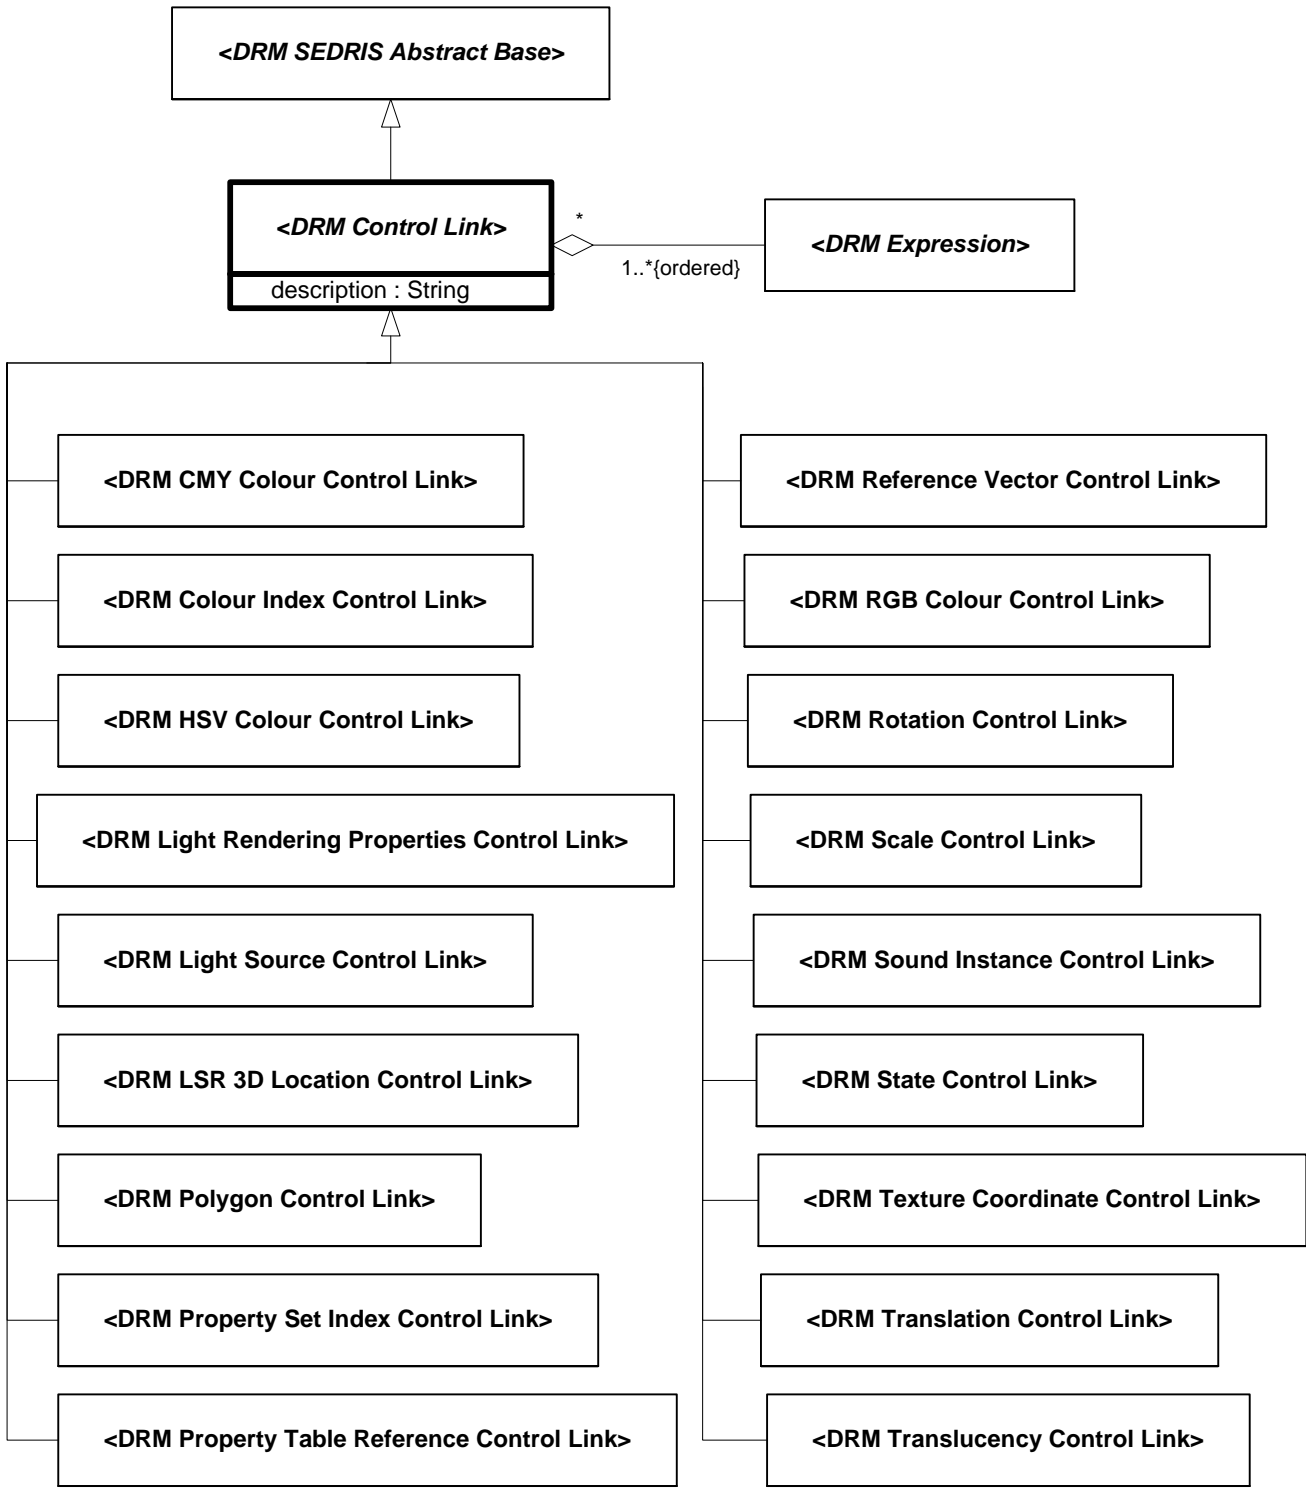 <DRM SEDRIS Abstract Base>
<DRM Control Link>
*
1..*{ordered}
<DRM Expression>
description : String
<DRM CMY Colour Control Link>
<DRM Reference Vector Control Link>
<DRM Colour Index Control Link>
<DRM RGB Colour Control Link>
<DRM HSV Colour Control Link>
<DRM Rotation Control Link>
<DRM Light Rendering Properties Control Link>
<DRM Scale Control Link>
<DRM Light Source Control Link>
<DRM Sound Instance Control Link>
<DRM LSR 3D Location Control Link>
<DRM State Control Link>
<DRM Polygon Control Link>
<DRM Texture Coordinate Control Link>
<DRM Property Set Index Control Link>
<DRM Translation Control Link>
<DRM Property Table Reference Control Link>
<DRM Translucency Control Link>